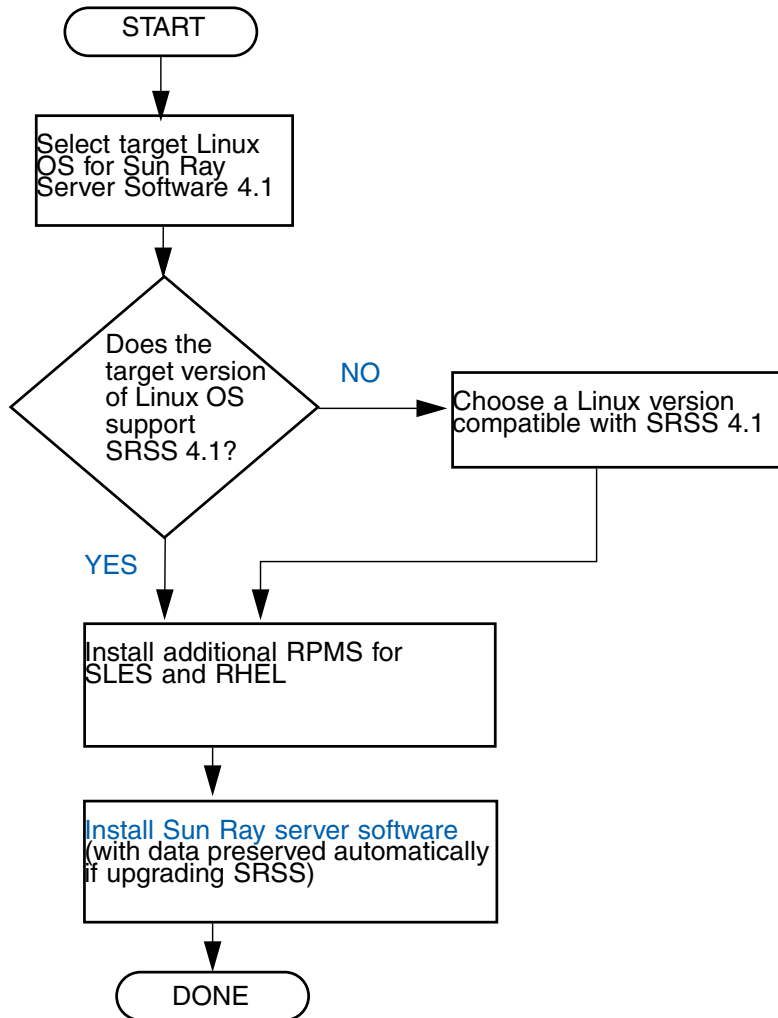 START
Select target Linux
OS for Sun Ray
Server Software 4.1
Does the
target version
of Linux OS
support
SRSS 4.1?
NO
Choose a Linux version
compatible with SRSS 4.1
YES
Install additional RPMS for
SLES and RHEL
Install Sun Ray server software
(with data preserved automatically
if upgrading SRSS)
DONE